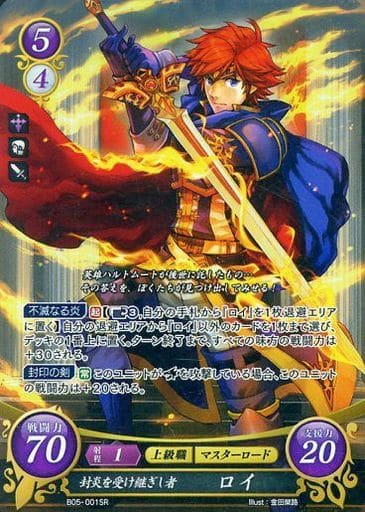 5
4
英雄ハルトムートが後世に託したもの…
その答えを、ぼくたちが見つけ出してみせる!
不滅なる炎 起【3,自分の手札から「ロイ」を1枚退避エリア
に置く】自分の退避エリアから「ロイ」以外のカードを1枚まで選び、
デッキの1番上に置く。ターン終了まで、すべての味方の戦闘力は
+30される。
封印の剣 常 このユニットがを攻撃している場合、このユニット
の戦闘力は+20される。
戦闘力
70
射程 1
上級職
マスターロード
支援力
20
封炎を受け継ぎし者 ロイ
B05-001SR
Illust:金田榮路